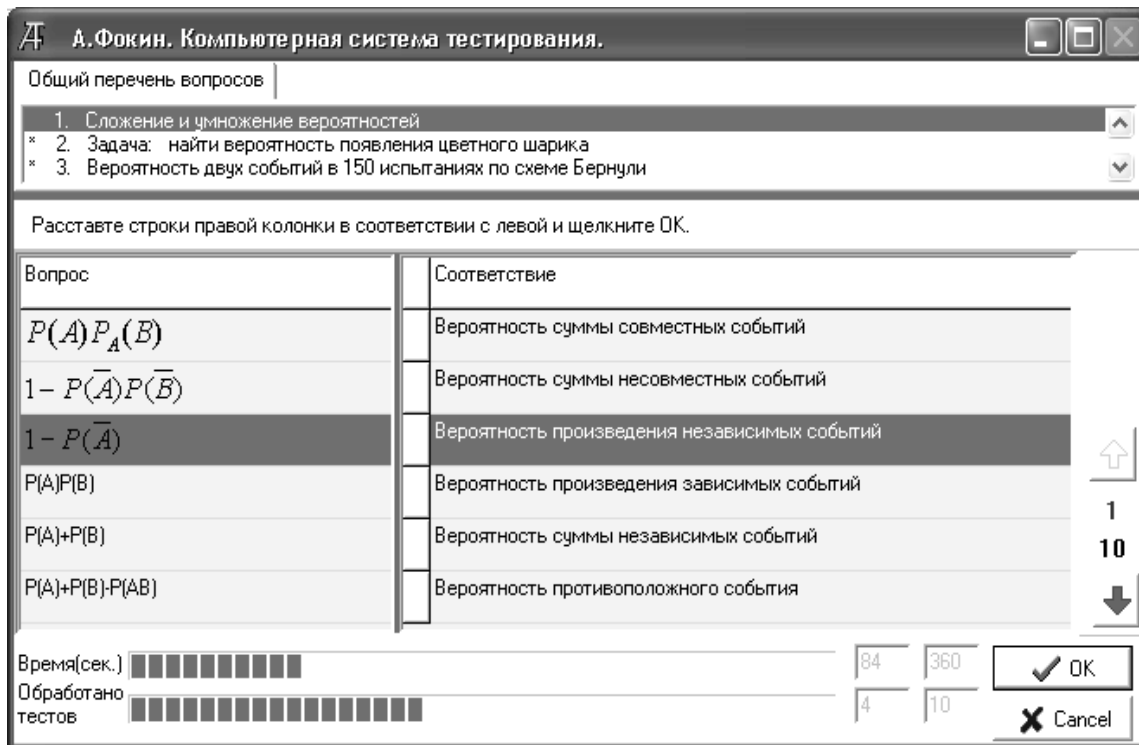 А.Фокин. Компьютерная система тестирования.
Общий перечень вопросов
1. Сложение и умножение вероятностей
* 2. Задача: найти вероятность появления цветного шарика
* 3. Вероятность двух событий в 150 испытаниях по схеме Бернули
Расставте строки правой колонки в соответствии с левой и щелкните ОК.
Вопрос Соответствие
P(A)P_A(B) Вероятность суммы совместных событий
1 − P(A̅)P(B̅) Вероятность суммы несовместных событий
1 − P(A̅) Вероятность произведения независимых событий
P(A)P(B) Вероятность произведения зависимых событий
P(A)+P(B) Вероятность суммы независимых событий
P(A)+P(B)-P(AB) Вероятность противоположного события
1
10
Время(сек.) 84 360 OK
Обработано тестов 4 10 Cancel